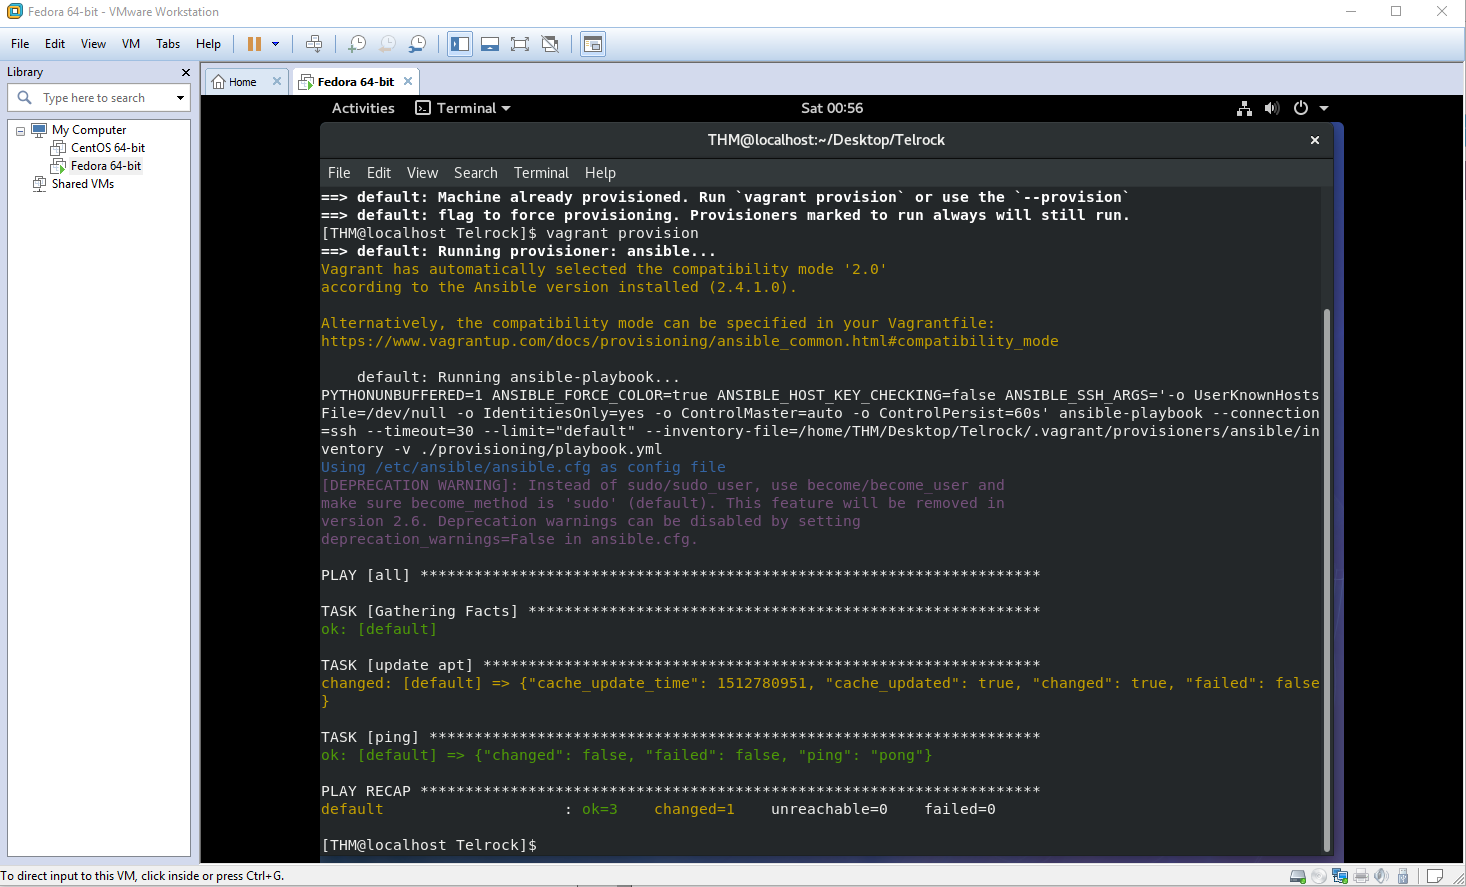 Fedora 64-bit - VMware Workstation
File Edit View VM Tabs Help
Library
Home
Fedora 64-bit
Type here to search
My Computer
CentOS 64-bit
Fedora 64-bit
Shared VMs
Activities Terminal Sat 00:56
THM@localhost:~/Desktop/Telrock
File Edit View Search Terminal Help
==> default: Machine already provisioned. Run `vagrant provision` or use the `--provision`
==> default: flag to force provisioning. Provisioners marked to run always will still run.
[THM@localhost Telrock]$ vagrant provision
==> default: Running provisioner: ansible...
Vagrant has automatically selected the compatibility mode '2.0'
according to the Ansible version installed (2.4.1.0).
Alternatively, the compatibility mode can be specified in your Vagrantfile:
https://www.vagrantup.com/docs/provisioning/ansible_common.html#compatibility_mode
default: Running ansible-playbook...
PYTHONUNBUFFERED=1 ANSIBLE_FORCE_COLOR=true ANSIBLE_HOST_KEY_CHECKING=false ANSIBLE_SSH_ARGS='-o UserKnownHosts
File=/dev/null -o IdentitiesOnly=yes -o ControlMaster=auto -o ControlPersist=60s' ansible-playbook --connection
=ssh --timeout=30 --limit="default" --inventory-file=/home/THM/Desktop/Telrock/.vagrant/provisioners/ansible/in
ventory -v ./provisioning/playbook.yml
Using /etc/ansible/ansible.cfg as config file
[DEPRECATION WARNING]: Instead of sudo/sudo_user, use become/become_user and
make sure become_method is 'sudo' (default). This feature will be removed in
version 2.6. Deprecation warnings can be disabled by setting
deprecation_warnings=False in ansible.cfg.
PLAY [all] *********************************************************************
TASK [Gathering Facts] *********************************************************
ok: [default]
TASK [update apt] **************************************************************
changed: [default] => {"cache_update_time": 1512780951, "cache_updated": true, "changed": true, "failed": false
}
TASK [ping] ********************************************************************
ok: [default] => {"changed": false, "failed": false, "ping": "pong"}
PLAY RECAP *********************************************************************
default : ok=3 changed=1 unreachable=0 failed=0
[THM@localhost Telrock]$
To direct input to this VM, click inside or press Ctrl+G.